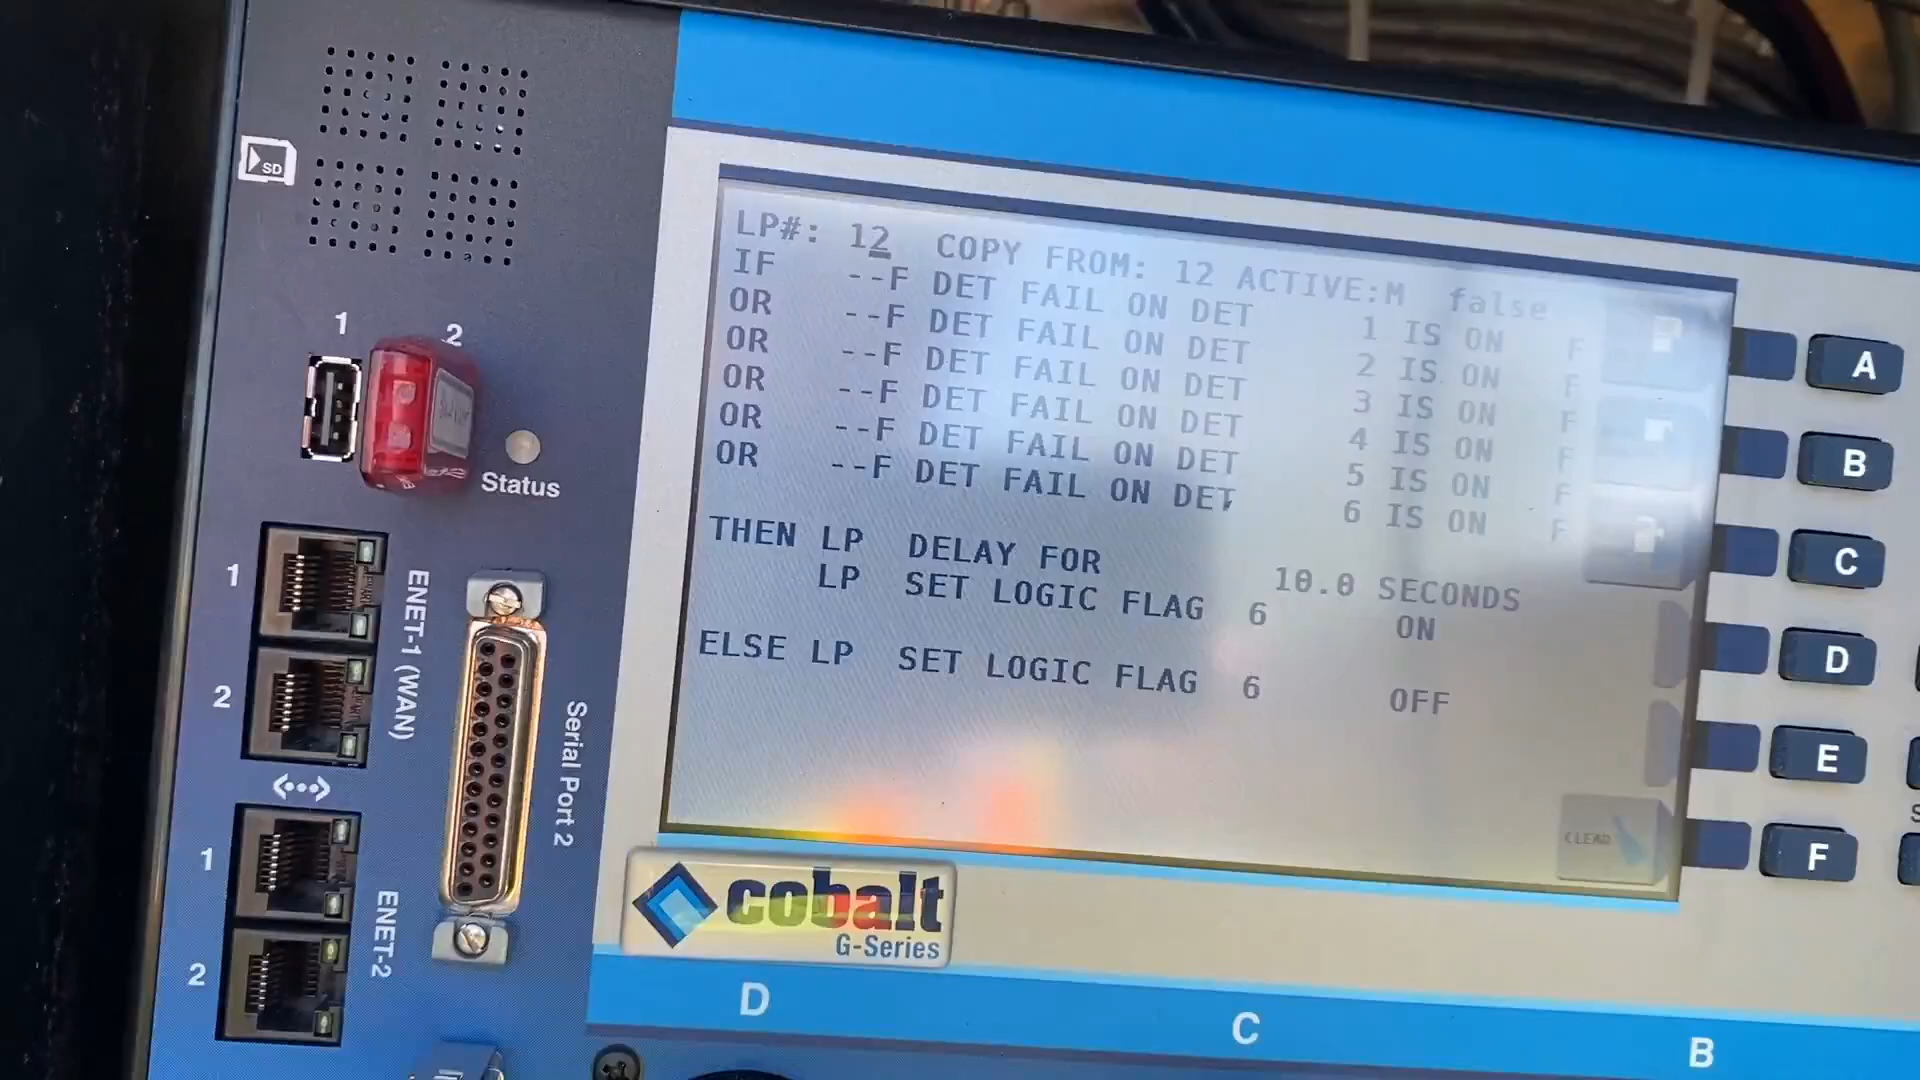 SD
1
2
Status
1
2
ENET-1 (WAN)
Serial Port 2
1
2
ENET-2
LP#: 12 COPY FROM: 12 ACTIVE:M false
IF --F DET FAIL ON DET 1 IS ON F
OR --F DET FAIL ON DET 2 IS ON F
OR --F DET FAIL ON DET 3 IS ON F
OR --F DET FAIL ON DET 4 IS ON F
OR --F DET FAIL ON DET 5 IS ON F
OR --F DET FAIL ON DET 6 IS ON F
THEN LP DELAY FOR 10.0 SECONDS
LP SET LOGIC FLAG 6 ON
ELSE LP SET LOGIC FLAG 6 OFF
CLEAR
A
B
C
D
E
F
cobalt
G-Series
D
C
B